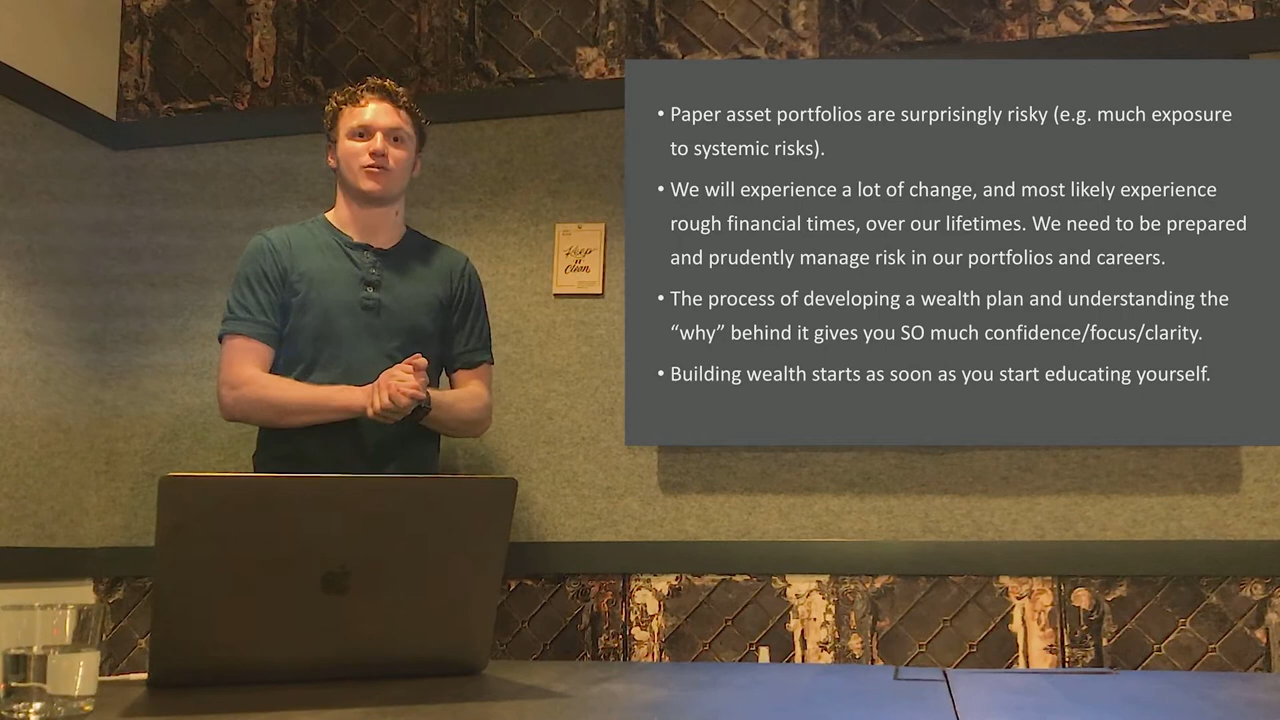 • Paper asset portfolios are surprisingly risky (e.g. much exposure
to systemic risks).
• We will experience a lot of change, and most likely experience
rough financial times, over our lifetimes. We need to be prepared
and prudently manage risk in our portfolios and careers.
• The process of developing a wealth plan and understanding the
“why” behind it gives you SO much confidence/focus/clarity.
• Building wealth starts as soon as you start educating yourself.
Keep
IT
Clean